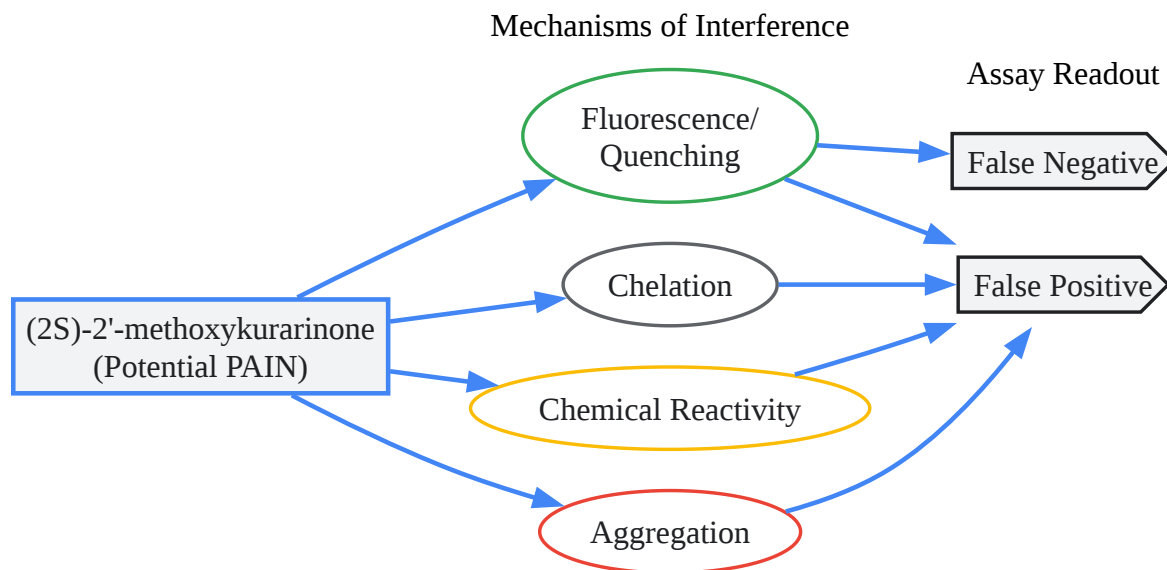 Mechanisms of Interference
Assay Readout
Fluorescence/
Quenching
False Negative
Chelation
False Positive
(2S)-2'-methoxykurarinone
(Potential PAIN)
Chemical Reactivity
Aggregation